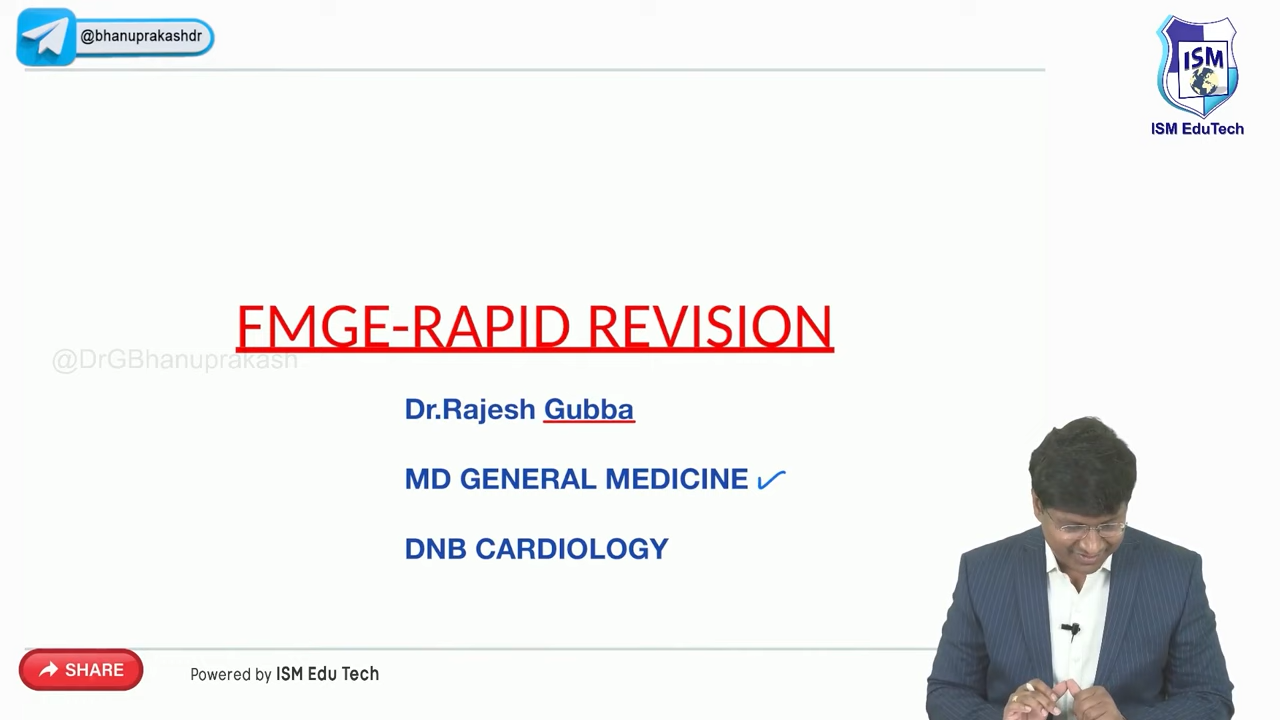 @bhanuprakashdr
ISM
ISM EduTech
FMGE-RAPID REVISION
@DrGBhanuprakash
Dr.Rajesh Gubba
MD GENERAL MEDICINE
DNB CARDIOLOGY
SHARE
Powered by ISM Edu Tech